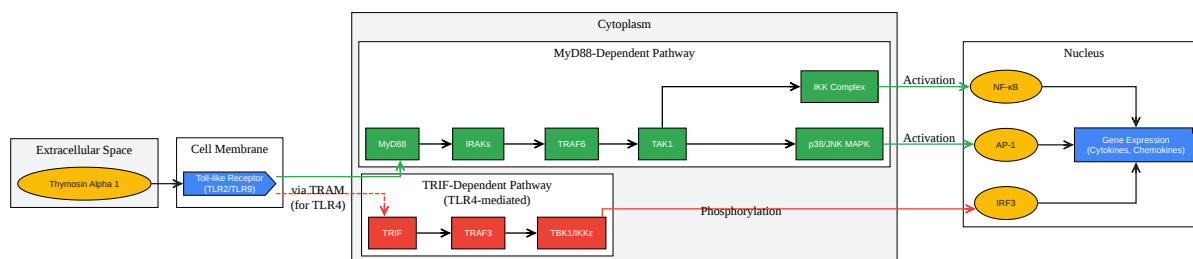 Cytoplasm
MyD88-Dependent Pathway
Nucleus
IKK Complex
Activation
NF-κB
MyD88
IRAKs
TRAF6
TAK1
p38/JNK MAPK
Activation
AP-1
Gene Expression
(Cytokines, Chemokines)
Extracellular Space
Thymosin Alpha 1
Cell Membrane
Toll-like Receptor
(TLR2/TLR9)
via TRAM
(for TLR4)
TRIF-Dependent Pathway
(TLR4-mediated)
TRIF
TRAF3
TBK1/IKKε
Phosphorylation
IRF3